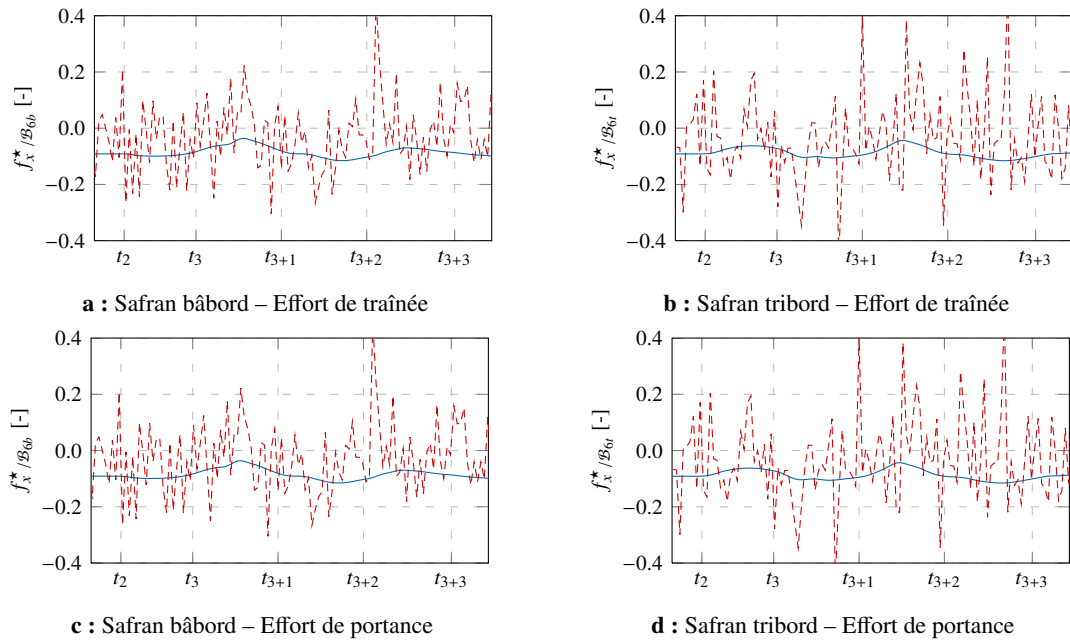 0.4
0.2
0.0
−0.2
−0.4
f⋆x /B6b [-]
t2 t3 t3+1 t3+2 t3+3
a : Safran bâbord – Effort de traînée
0.4
0.2
0.0
−0.2
−0.4
f⋆x /B6t [-]
t2 t3 t3+1 t3+2 t3+3
b : Safran tribord – Effort de traînée
0.4
0.2
0.0
−0.2
−0.4
f⋆x /B6b [-]
t2 t3 t3+1 t3+2 t3+3
c : Safran bâbord – Effort de portance
0.4
0.2
0.0
−0.2
−0.4
f⋆x /B6t [-]
t2 t3 t3+1 t3+2 t3+3
d : Safran tribord – Effort de portance